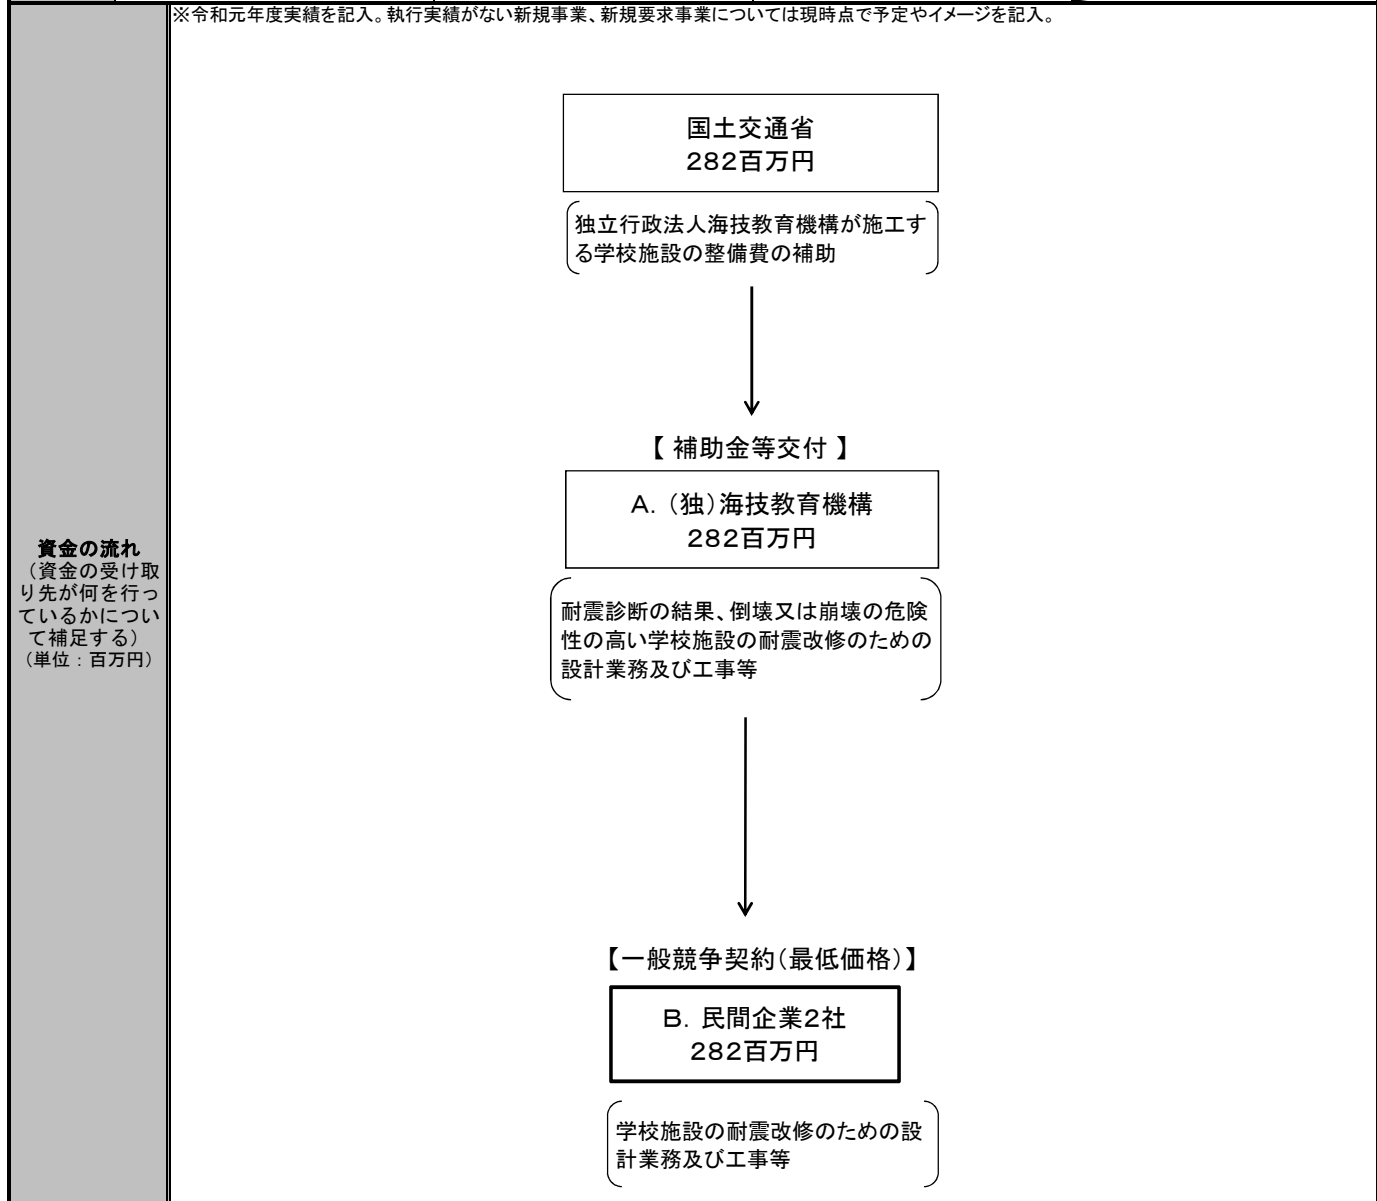 ※令和元年度実績を記入。執行実績がない新規事業、新規要求事業については現時点で予定やイメージを記入。
国土交通省
282百万円
独立行政法人海技教育機構が施工す
る学校施設の整備費の補助
【 補助金等交付 】
A. (独)海技教育機構
282百万円
耐震診断の結果、倒壊又は崩壊の危険
性の高い学校施設の耐震改修のための
設計業務及び工事等
資金の流れ
(資金の受け取
り先が何を行っ
ているかについ
て補足する)
(単位:百万円)
【一般競争契約(最低価格)】
B. 民間企業2社
282百万円
学校施設の耐震改修のための設
計業務及び工事等